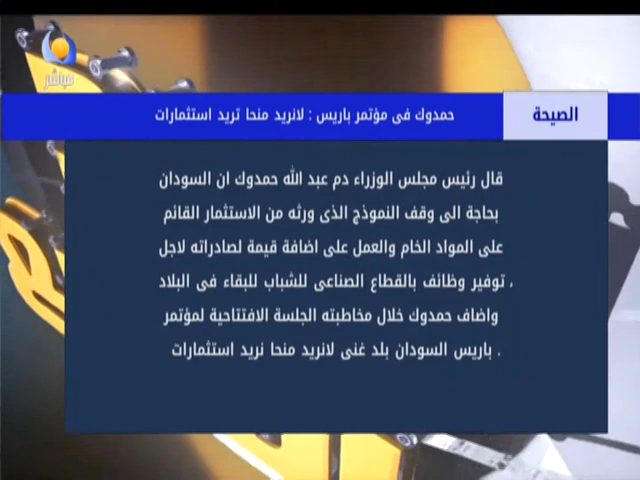 مباشر
الصيحة
حمدوك فى مؤتمر باريس : لانريد منحا تريد استثمارات
قال رئيس مجلس الوزراء دم عبد الله حمدوك ان السودان
بحاجة الى وقف النموذج الذى ورثه من الاستثمار القائم
على المواد الخام والعمل على اضافة قيمة لصادراته لاجل
توفير وظائف بالقطاع الصناعى للشباب للبقاء فى البلاد ،
واضاف حمدوك خلال مخاطبته الجلسة الافتتاحية لمؤتمر
باريس السودان بلد غنى لانريد منحا نريد استثمارات .